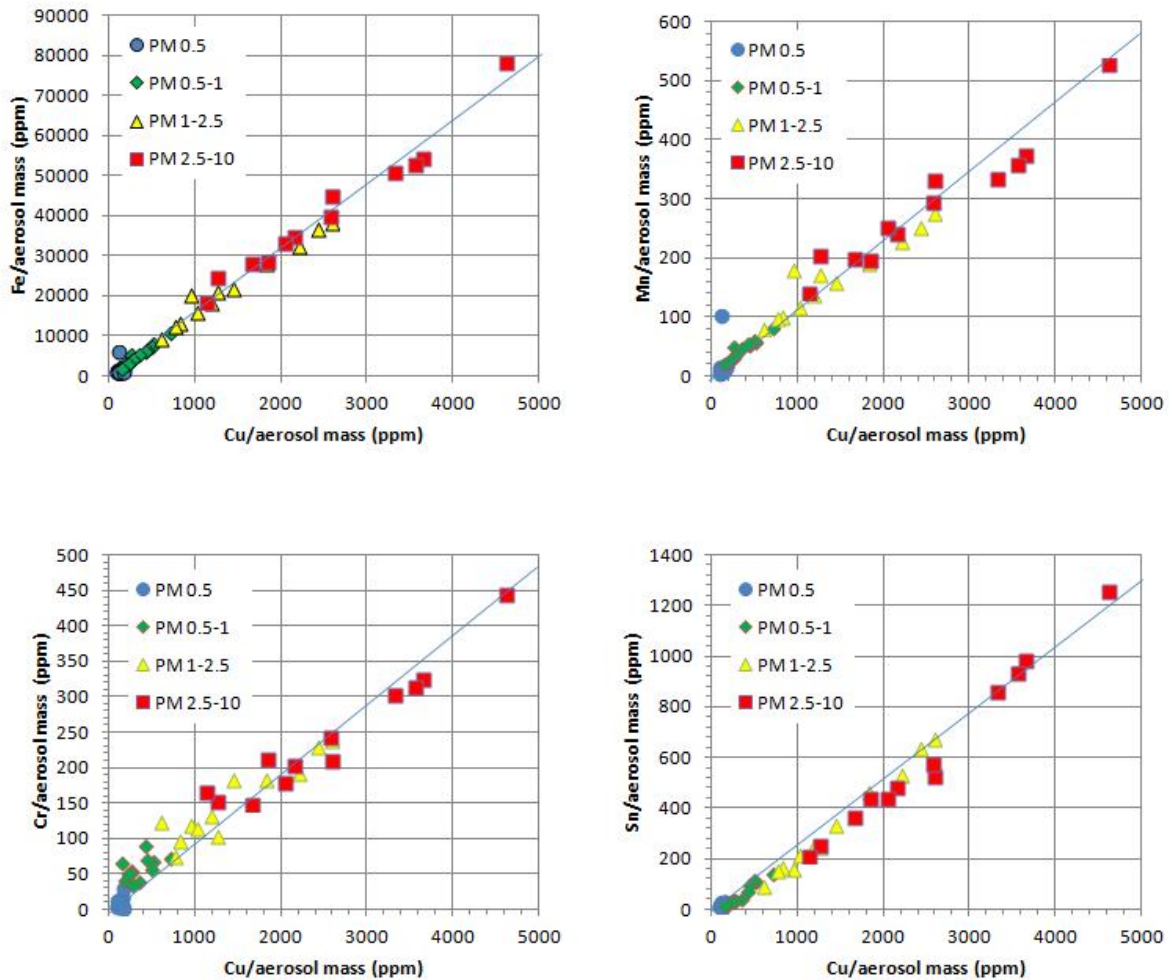 90000
80000
70000
60000
50000
40000
30000
20000
10000
0
Fe/aerosol mass (ppm)
PM 0.5
PM 0.5-1
PM 1-2.5
PM 2.5-10
0 1000 2000 3000 4000 5000
Cu/aerosol mass (ppm)
600
500
400
300
200
100
0
Mn/aerosol mass (ppm)
PM 0.5
PM 0.5-1
PM 1-2.5
PM 2.5-10
0 1000 2000 3000 4000 5000
Cu/aerosol mass (ppm)
500
450
400
350
300
250
200
150
100
50
0
Cr/aerosol mass (ppm)
PM 0.5
PM 0.5-1
PM 1-2.5
PM 2.5-10
0 1000 2000 3000 4000 5000
Cu/aerosol mass (ppm)
1400
1200
1000
800
600
400
200
0
Sn/aerosol mass (ppm)
PM 0.5
PM 0.5-1
PM 1-2.5
PM 2.5-10
0 1000 2000 3000 4000 5000
Cu/aerosol mass (ppm)